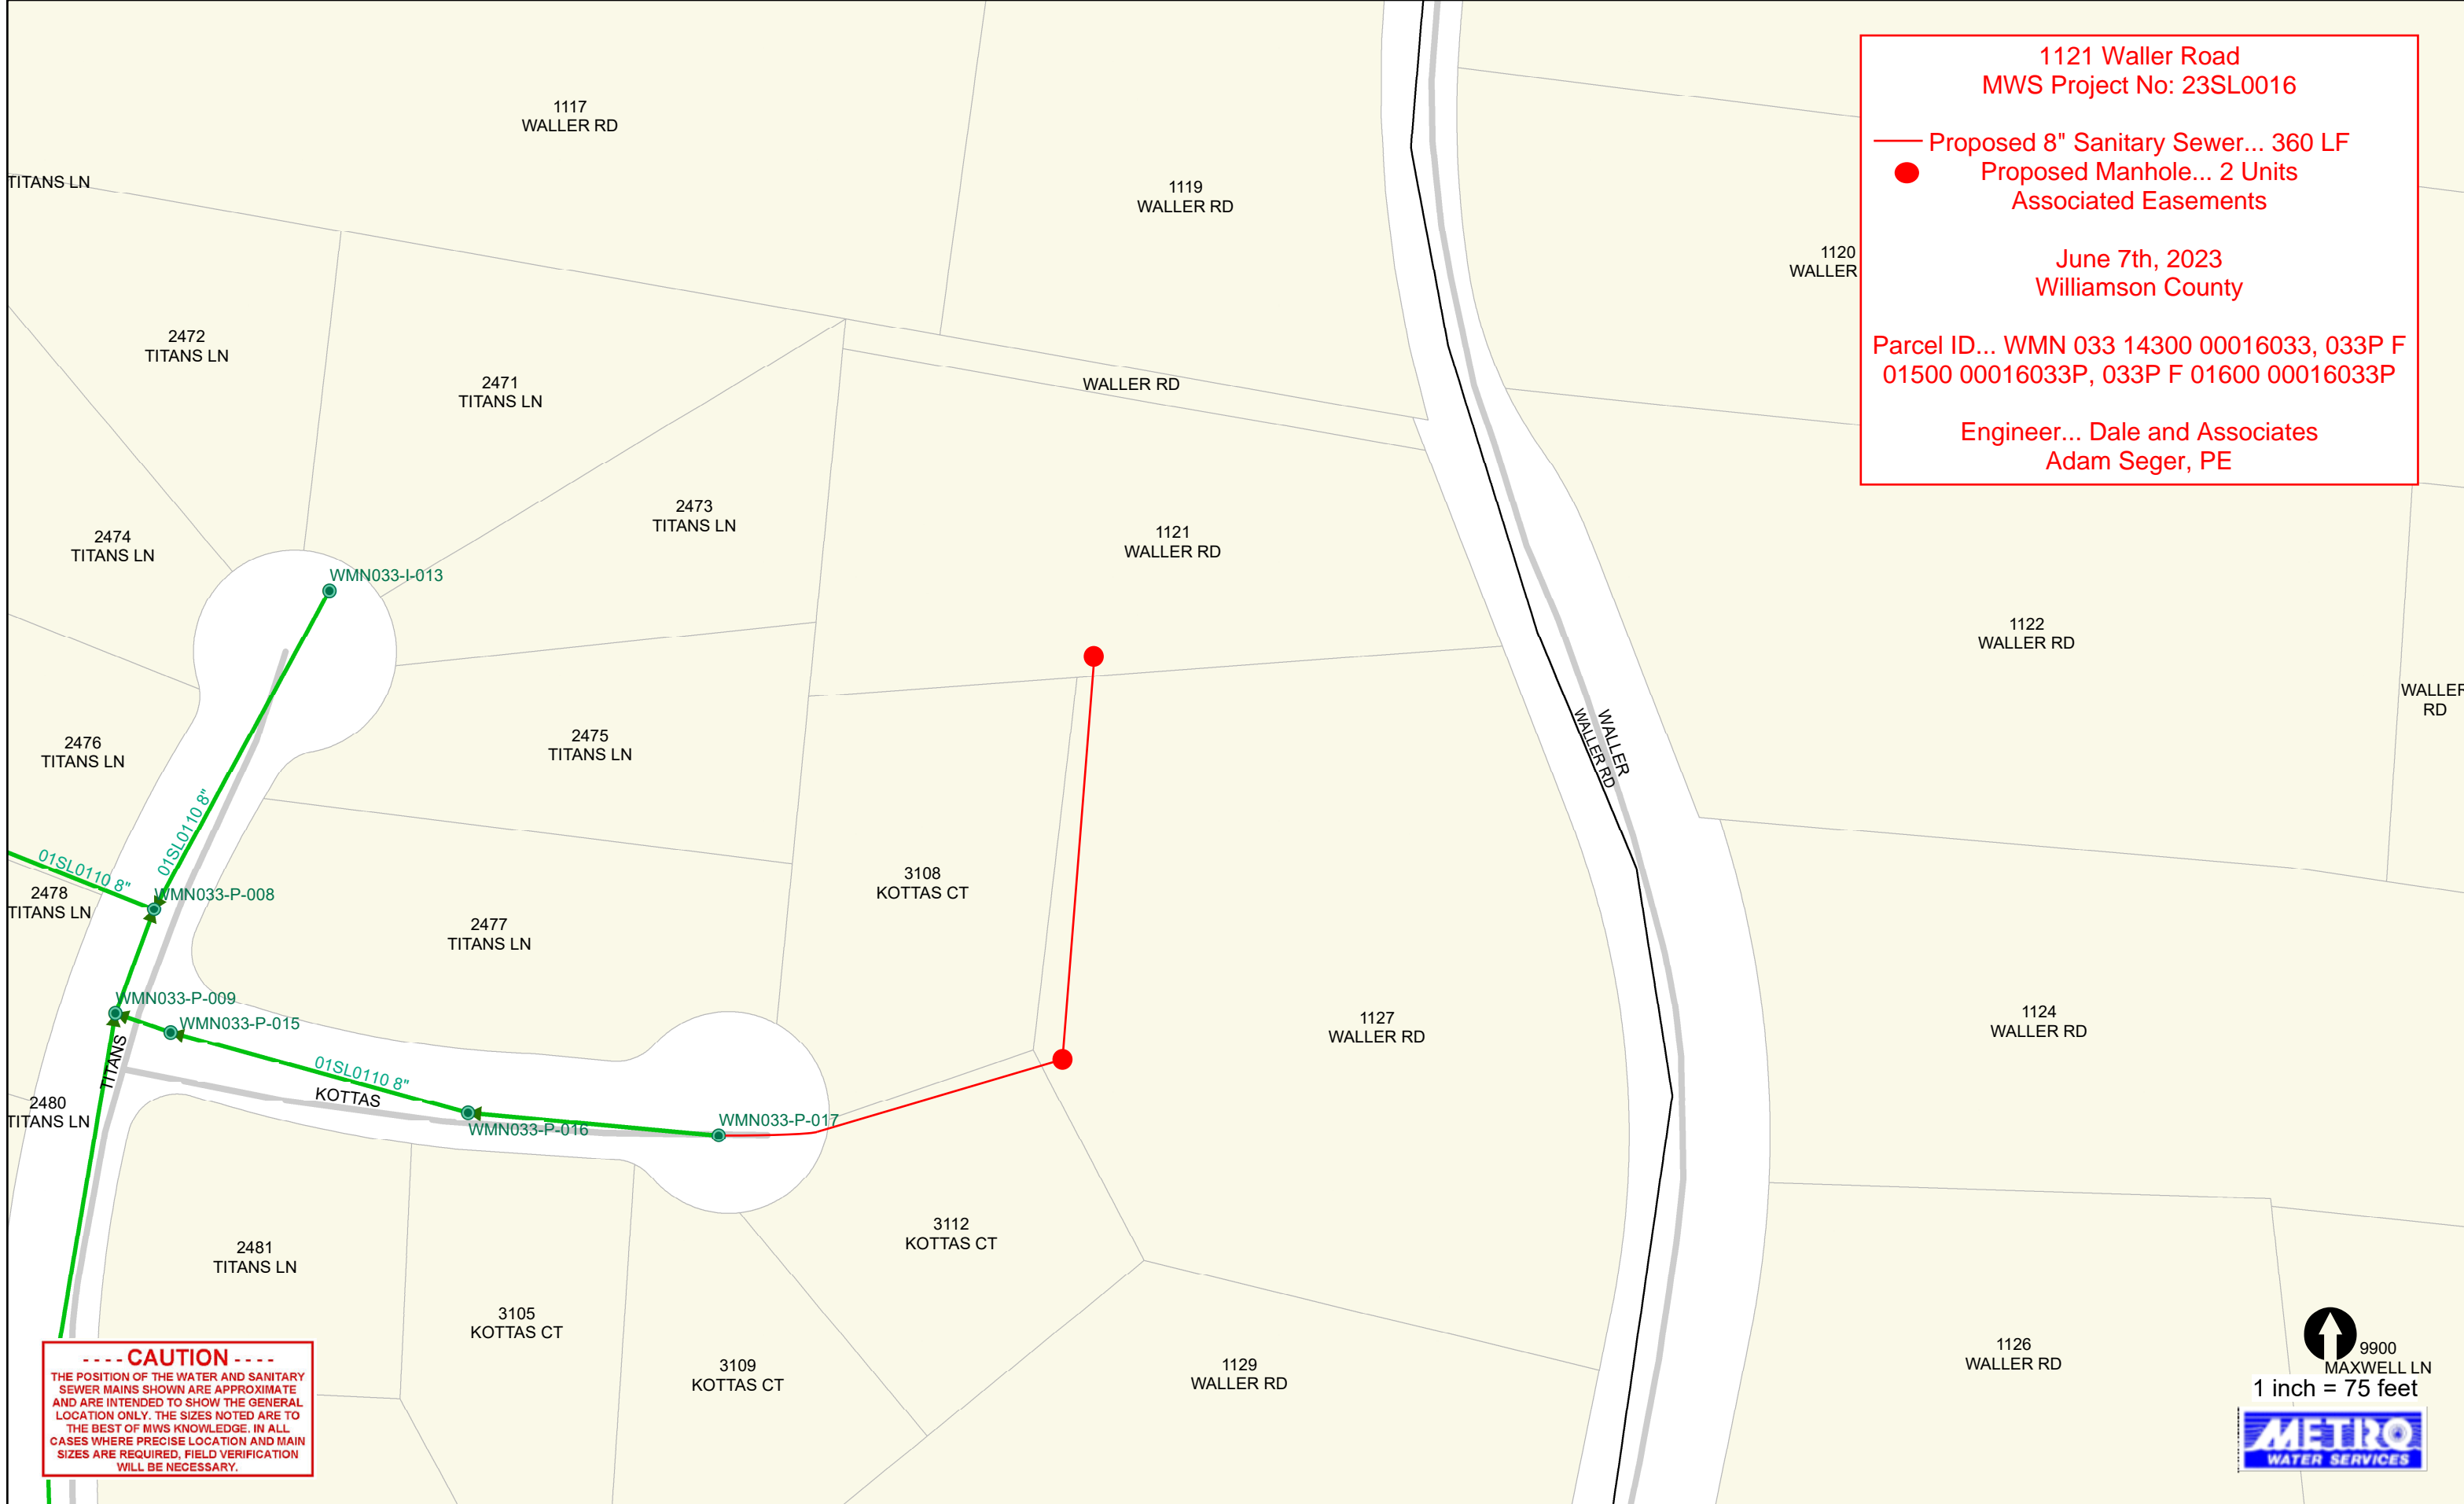 1121 Waller Road
MWS Project No: 23SL0016
Proposed 8" Sanitary Sewer... 360 LF
Proposed Manhole... 2 Units
Associated Easements
June 7th, 2023
Williamson County
Parcel ID... WMN 033 14300 00016033, 033P F
01500 00016033P, 033P F 01600 00016033P
Engineer... Dale and Associates
Adam Seger, PE
1117
WALLER RD
TITANS LN
1119
WALLER RD
1120
WALLER
2472
TITANS LN
2471
TITANS LN
WALLER RD
2473
TITANS LN
2474
TITANS LN
1121
WALLER RD
WMN033-I-013
1122
WALLER RD
WALLER
RD
2476
TITANS LN
2475
TITANS LN
WALLER
WALLER RD
01SL0110 8"
01SL0110 8"
2478
TITANS LN
WMN033-P-008
3108
KOTTAS CT
2477
TITANS LN
WMN033-P-009
WMN033-P-015
1127
WALLER RD
1124
WALLER RD
TITANS
01SL0110 8"
KOTTAS
2480
TITANS LN
WMN033-P-016
WMN033-P-017
2481
TITANS LN
3112
KOTTAS CT
3105
KOTTAS CT
3109
KOTTAS CT
1129
WALLER RD
1126
WALLER RD
9900
MAXWELL LN
1 inch = 75 feet
METRO
WATER SERVICES
- - - - CAUTION - - - -
THE POSITION OF THE WATER AND SANITARY
SEWER MAINS SHOWN ARE APPROXIMATE
AND ARE INTENDED TO SHOW THE GENERAL
LOCATION ONLY. THE SIZES NOTED ARE TO
THE BEST OF MWS KNOWLEDGE. IN ALL
CASES WHERE PRECISE LOCATION AND MAIN
SIZES ARE REQUIRED, FIELD VERIFICATION
WILL BE NECESSARY.